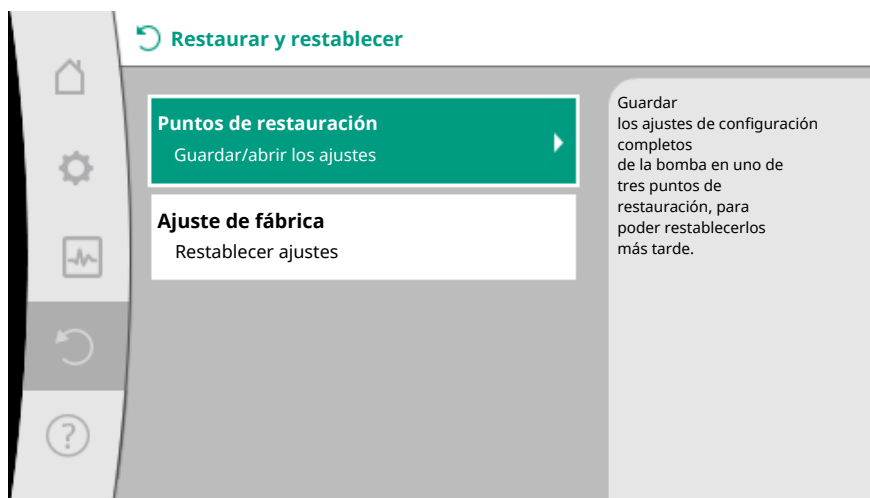 Restaurar y restablecer
Puntos de restauración
Guardar/abrir los ajustes
Ajuste de fábrica
Restablecer ajustes
Guardar
los ajustes de configuración
completos
de la bomba en uno de
tres puntos de
restauración, para
poder restablecerlos
más tarde.
?